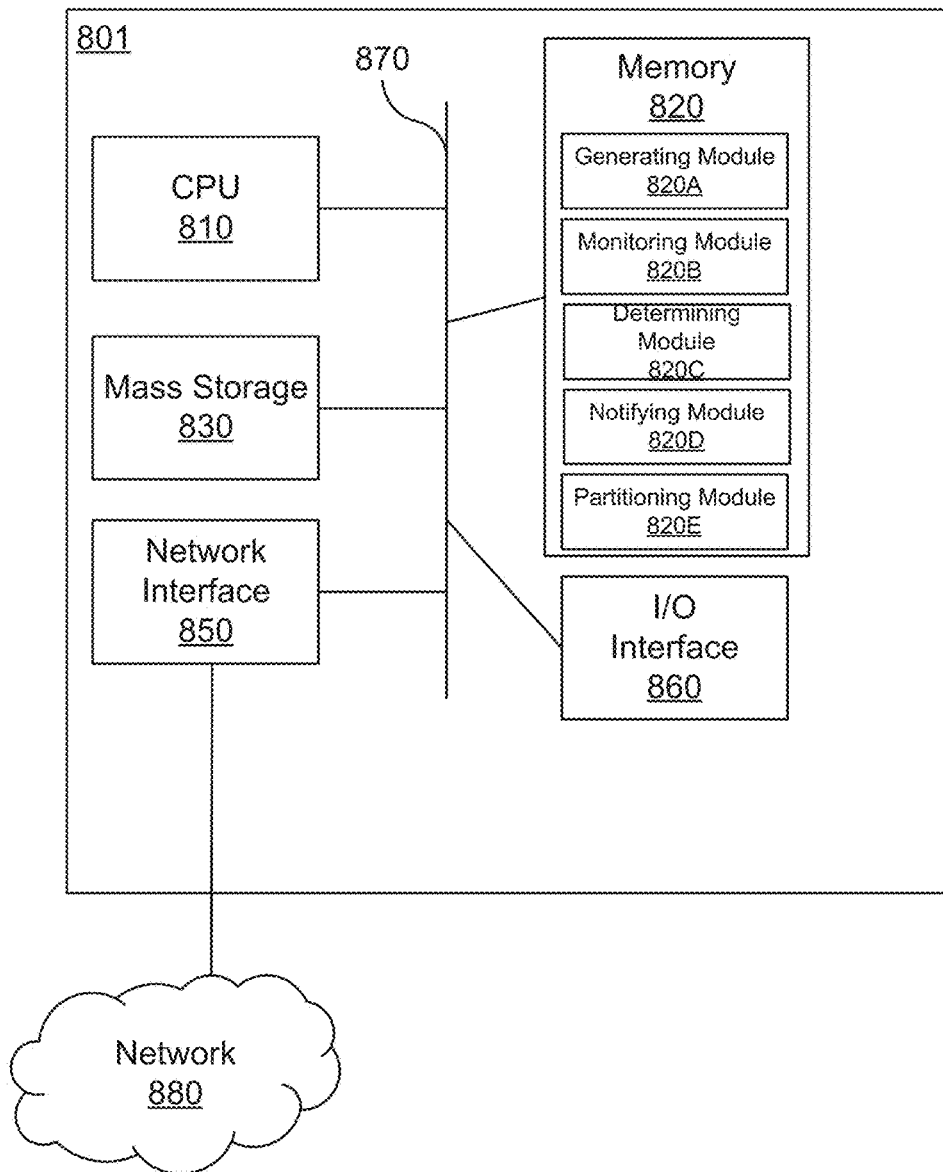 801
870
CPU
810
Mass Storage
830
Network
Interface
850
Memory
820
Generating Module
820A
Monitoring Module
820B
Determining
Module
820C
Notifying Module
820D
Partitioning Module
820E
I/O
Interface
860
Network
880